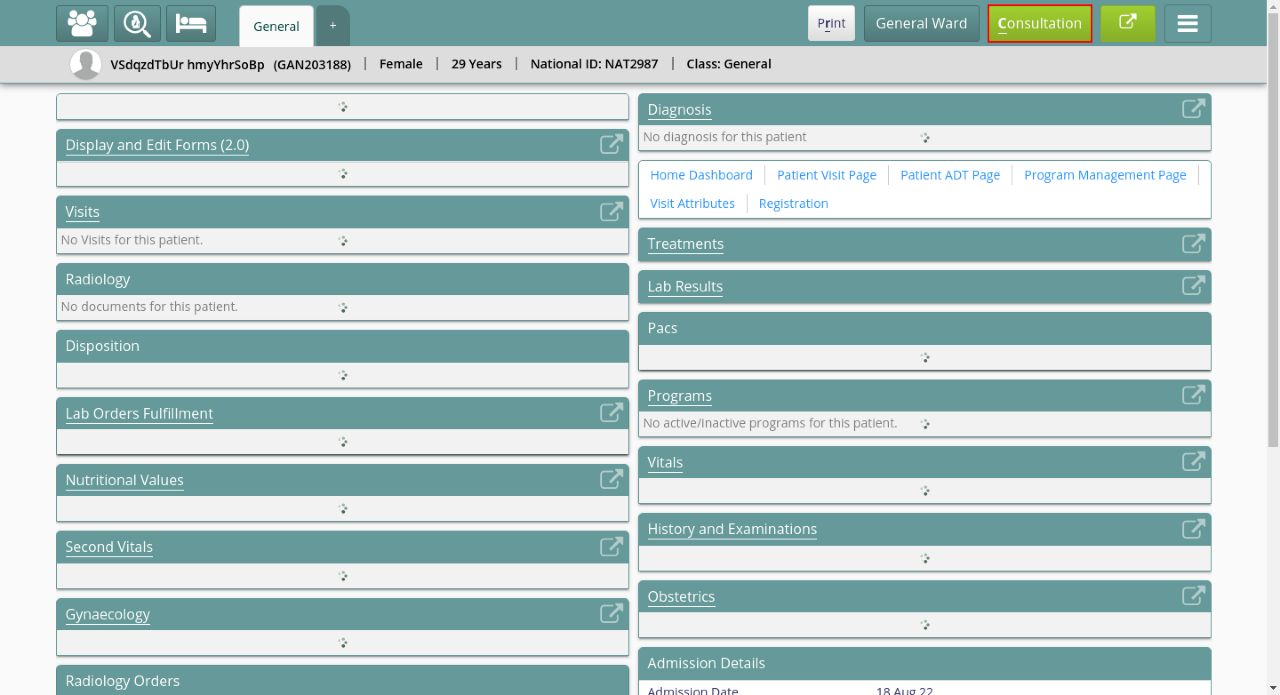 General
+
Print
General Ward
Consultation
VSdqzdTbUr hmyYhrSoBp (GAN203188) | Female | 29 Years | National ID: NAT2987 | Class: General
Display and Edit Forms (2.0)
Visits
No Visits for this patient.
Radiology
No documents for this patient.
Disposition
Lab Orders Fulfillment
Nutritional Values
Second Vitals
Gynaecology
Radiology Orders
Diagnosis
No diagnosis for this patient
Home Dashboard | Patient Visit Page | Patient ADT Page | Program Management Page |
Visit Attributes | Registration
Treatments
Lab Results
Pacs
Programs
No active/inactive programs for this patient.
Vitals
History and Examinations
Obstetrics
Admission Details
Admission Date 18 Aug 22